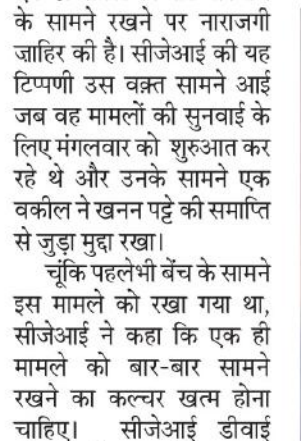 के सामने रखने पर नाराजगी
जाहिर की है। सीजेआई की यह
टिप्पणी उस वक़्त सामने आई
जब वह मामलों की सुनवाई के
लिए मंगलवार को शुरुआत कर
रहे थे और उनके सामने एक
वकील ने खनन पट्टे की समाप्ति
से जुड़ा मुद्दा रखा।
चूंकि पहलेभी बेंच के सामने
इस मामले को रखा गया था,
सीजेआई ने कहा कि एक ही
मामले को बार-बार सामने
रखने का कल्चर खत्म होना
चाहिए। सीजेआई डीवाई